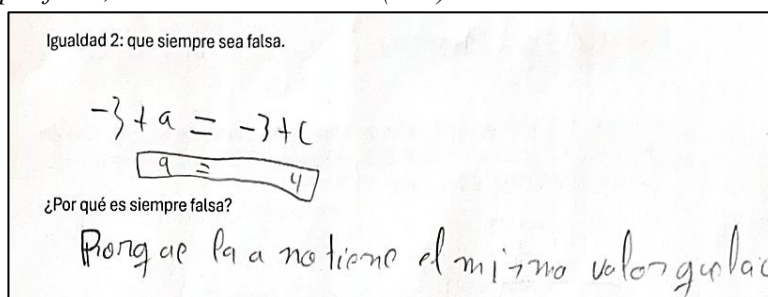 Igualdad 2: que siempre sea falsa.
-3 + a = -3 + c
a = 4
¿Por qué es siempre falsa?
Porque la a no tiene el mismo valor que la c